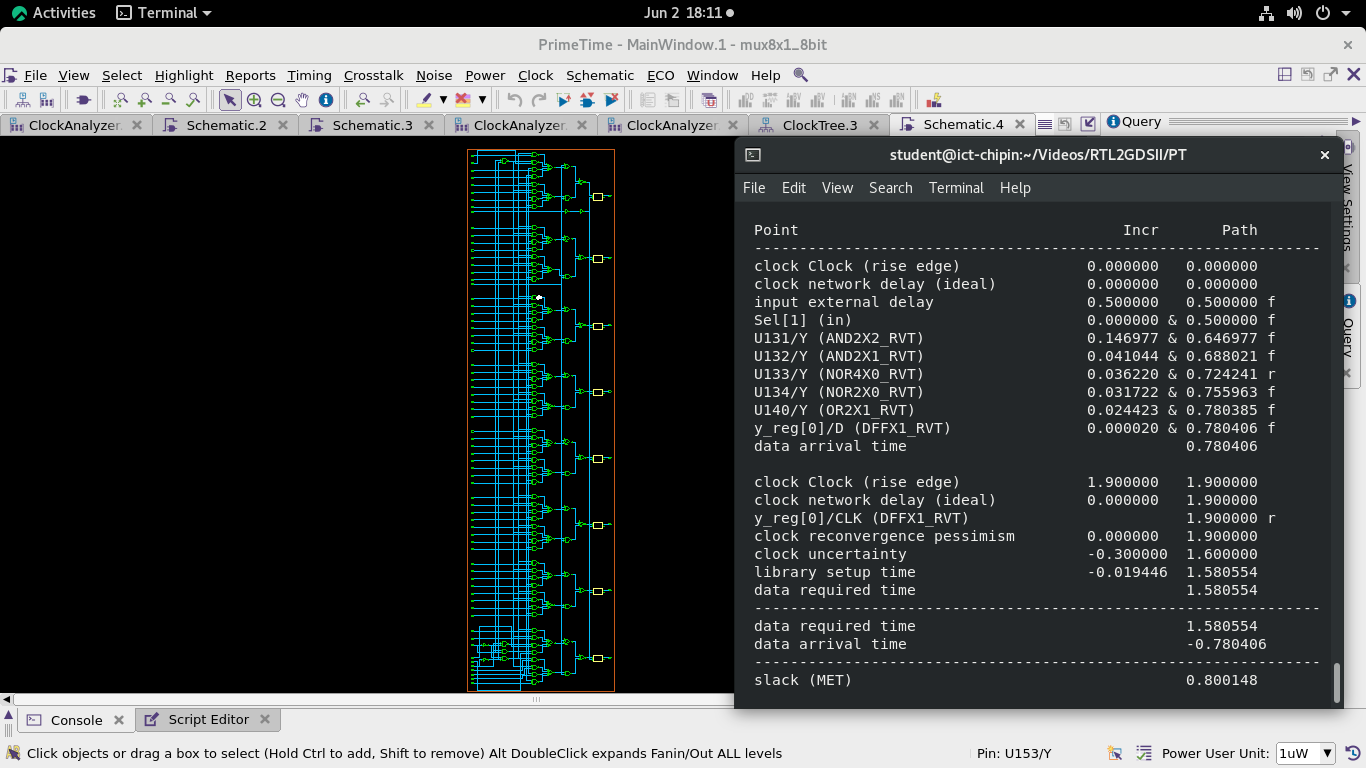 Activities Terminal Jun 2 18:11
PrimeTime - MainWindow.1 - mux8x1_8bit
File View Select Highlight Reports Timing Crosstalk Noise Power Clock Schematic ECO Window Help
ClockAnalyzer. Schematic.2 Schematic.3 ClockAnalyzer. ClockAnalyzer. ClockTree.3 Schematic.4 Query
student@ict-chipin:~/Videos/RTL2GDSII/PT
File Edit View Search Terminal Help
Point Incr Path
--------------------------------------------------------------
clock Clock (rise edge) 0.000000 0.000000
clock network delay (ideal) 0.000000 0.000000
input external delay 0.500000 0.500000 f
Sel[1] (in) 0.000000 & 0.500000 f
U131/Y (AND2X2_RVT) 0.146977 & 0.646977 f
U132/Y (AND2X1_RVT) 0.041044 & 0.688021 f
U133/Y (NOR4X0_RVT) 0.036220 & 0.724241 r
U134/Y (NOR2X0_RVT) 0.031722 & 0.755963 f
U140/Y (OR2X1_RVT) 0.024423 & 0.780385 f
y_reg[0]/D (DFFX1_RVT) 0.000020 & 0.780406 f
data arrival time 0.780406
clock Clock (rise edge) 1.900000 1.900000
clock network delay (ideal) 0.000000 1.900000
y_reg[0]/CLK (DFFX1_RVT) 1.900000 r
clock reconvergence pessimism 0.000000 1.900000
clock uncertainty -0.300000 1.600000
library setup time -0.019446 1.580554
data required time 1.580554
--------------------------------------------------------------
data required time 1.580554
data arrival time -0.780406
--------------------------------------------------------------
slack (MET) 0.800148
View Settings
Query
Console Script Editor
Click objects or drag a box to select (Hold Ctrl to add, Shift to remove) Alt DoubleClick expands Fanin/Out ALL levels Pin: U153/Y Power User Unit: 1uW